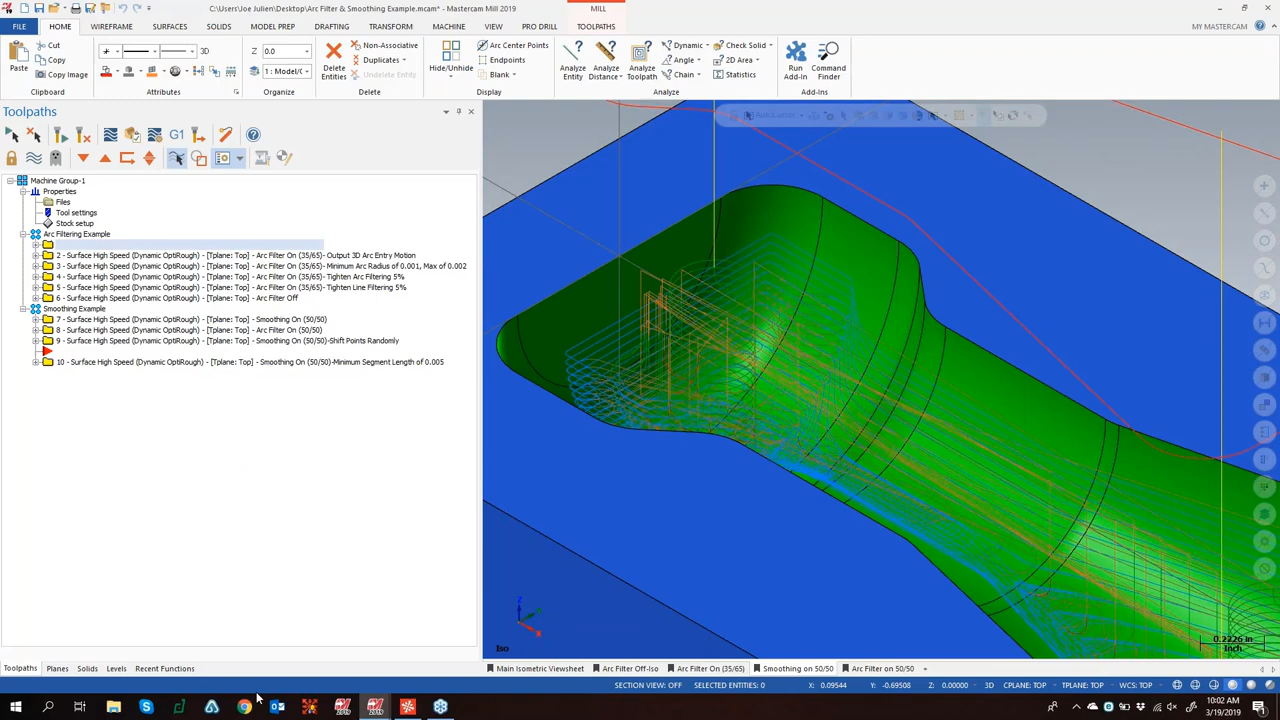 C:\Users\Joe Julien\Desktop\Arc Filter & Smoothing Example.mcam* - Mastercam Mill 2019
MILL
FILE HOME WIREFRAME SURFACES SOLIDS MODEL PREP DRAFTING TRANSFORM MACHINE VIEW PRO DRILL TOOLPATHS MY MASTERCAM
Paste
Cut
Copy
Copy Image
Clipboard
3D
Attributes
Z 0.0
1 : Model/(
Organize
Delete Entities
Non-Associative
Duplicates
Undelete Entity
Delete
Hide/Unhide
Arc Center Points
Endpoints
Blank
Display
Analyze Entity
Analyze Distance
Analyze Toolpath
Dynamic
Angle
Chain
Check Solid
2D Area
Statistics
Analyze
Run Add-In
Command Finder
Add-Ins
Toolpaths
G1
AutoCursor
Machine Group-1
Properties
Files
Tool settings
Stock setup
Arc Filtering Example
2 - Surface High Speed (Dynamic OptiRough) - [Tplane: Top] - Arc Filter On (35/65)- Output 3D Arc Entry Motion
3 - Surface High Speed (Dynamic OptiRough) - [Tplane: Top] - Arc Filter On (35/65)- Minimum Arc Radius of 0.001, Max of 0.002
4 - Surface High Speed (Dynamic OptiRough) - [Tplane: Top] - Arc Filter On (35/65)- Tighten Arc Filtering 5%
5 - Surface High Speed (Dynamic OptiRough) - [Tplane: Top] - Arc Filter On (35/65)- Tighten Line Filtering 5%
6 - Surface High Speed (Dynamic OptiRough) - [Tplane: Top] - Arc Filter Off
Smoothing Example
7 - Surface High Speed (Dynamic OptiRough) - [Tplane: Top] - Smoothing On (50/50)
8 - Surface High Speed (Dynamic OptiRough) - [Tplane: Top] - Arc Filter On (50/50)
9 - Surface High Speed (Dynamic OptiRough) - [Tplane: Top] - Smoothing On (50/50)-Shift Points Randomly
10 - Surface High Speed (Dynamic OptiRough) - [Tplane: Top] - Smoothing On (50/50)-Minimum Segment Length of 0.005
Z
X
Iso
0.2226 in
Inch
Toolpaths Planes Solids Levels Recent Functions
Main Isometric Viewsheet Arc Filter Off-Iso Arc Filter On (35/65) Smoothing on 50/50 Arc Filter on 50/50 +
SECTION VIEW: OFF SELECTED ENTITIES: 0 X: 0.09544 Y: -0.69508 Z: 0.00000 3D CPLANE: TOP TPLANE: TOP WCS: TOP
10:02 AM
3/19/2019